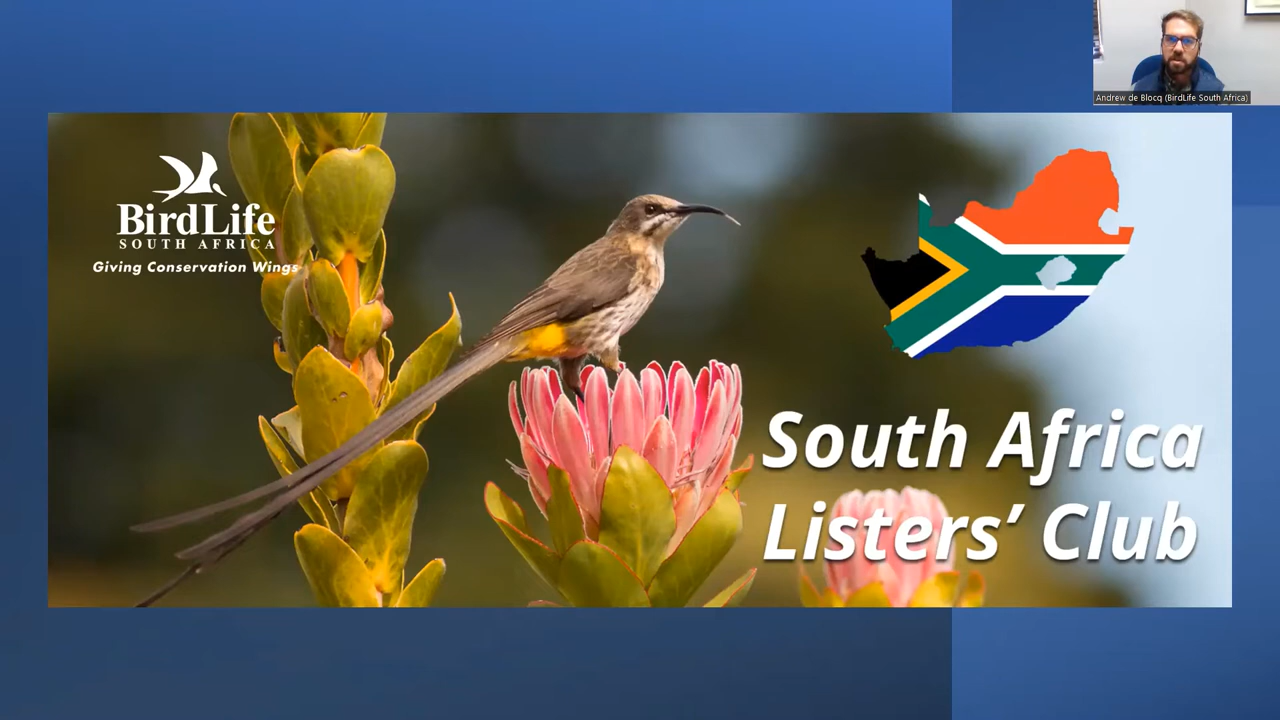 Andrew de Blocq (BirdLife South Africa)
BirdLife
SOUTH AFRICA
Giving Conservation Wings
South Africa
Listers’ Club